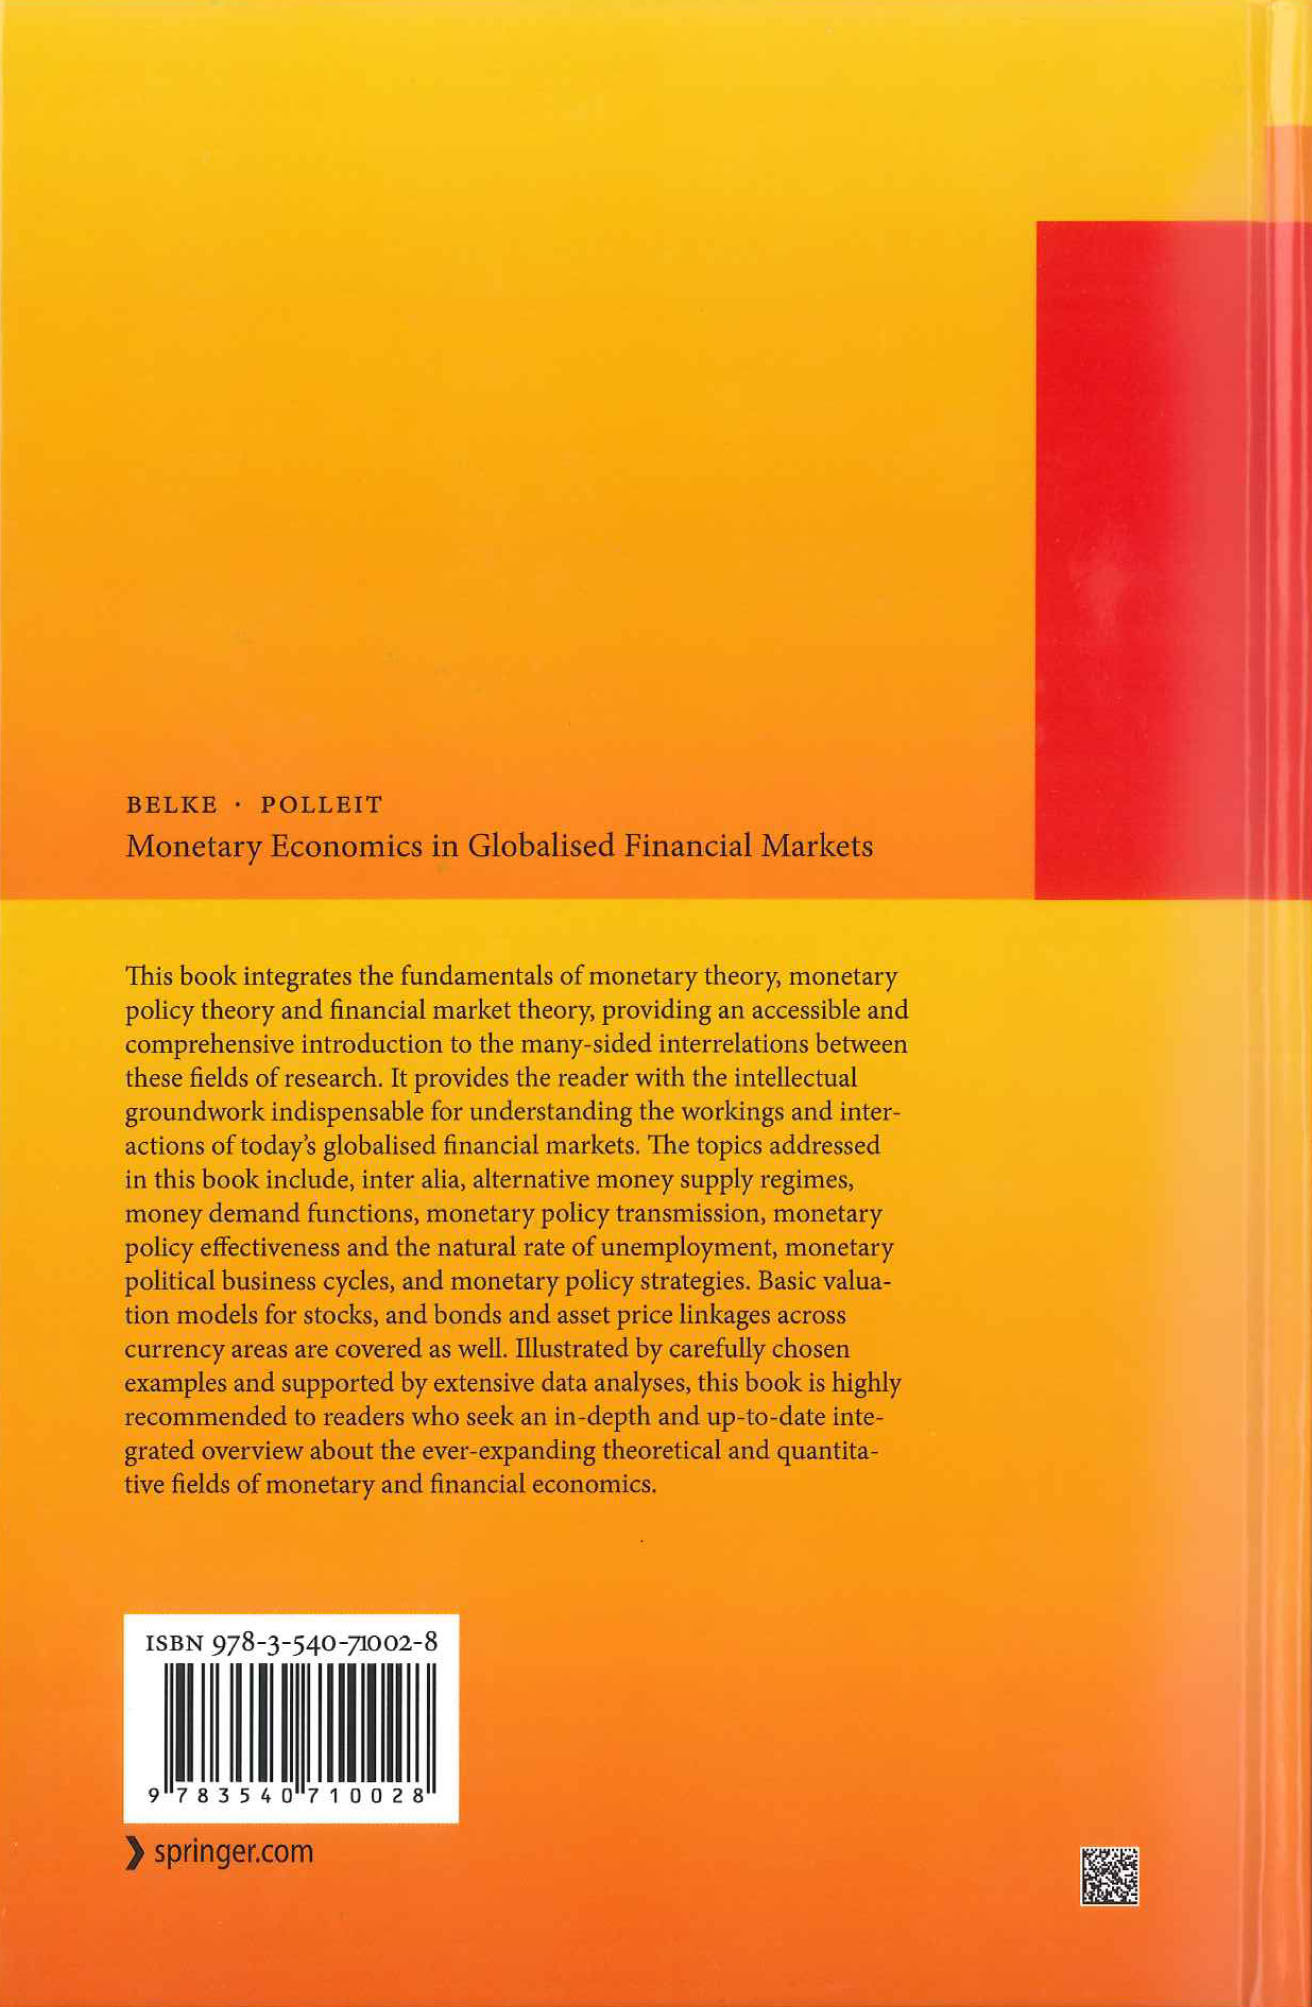 BELKE · POLLEIT
Monetary Economics in Globalised Financial Markets
This book integrates the fundamentals of monetary theory, monetary
policy theory and financial market theory, providing an accessible and
comprehensive introduction to the many-sided interrelations between
these fields of research. It provides the reader with the intellectual
groundwork indispensable for understanding the workings and inter-
actions of today's globalised financial markets. The topics addressed
in this book include, inter alia, alternative money supply regimes,
money demand functions, monetary policy transmission, monetary
policy effectiveness and the natural rate of unemployment, monetary
political business cycles, and monetary policy strategies. Basic valua-
tion models for stocks, and bonds and asset price linkages across
currency areas are covered as well. Illustrated by carefully chosen
examples and supported by extensive data analyses, this book is highly
recommended to readers who seek an in-depth and up-to-date inte-
grated overview about the ever-expanding theoretical and quantita-
tive fields of monetary and financial economics.
ISBN 978-3-540-71002-8
9 783540 710028
springer.com